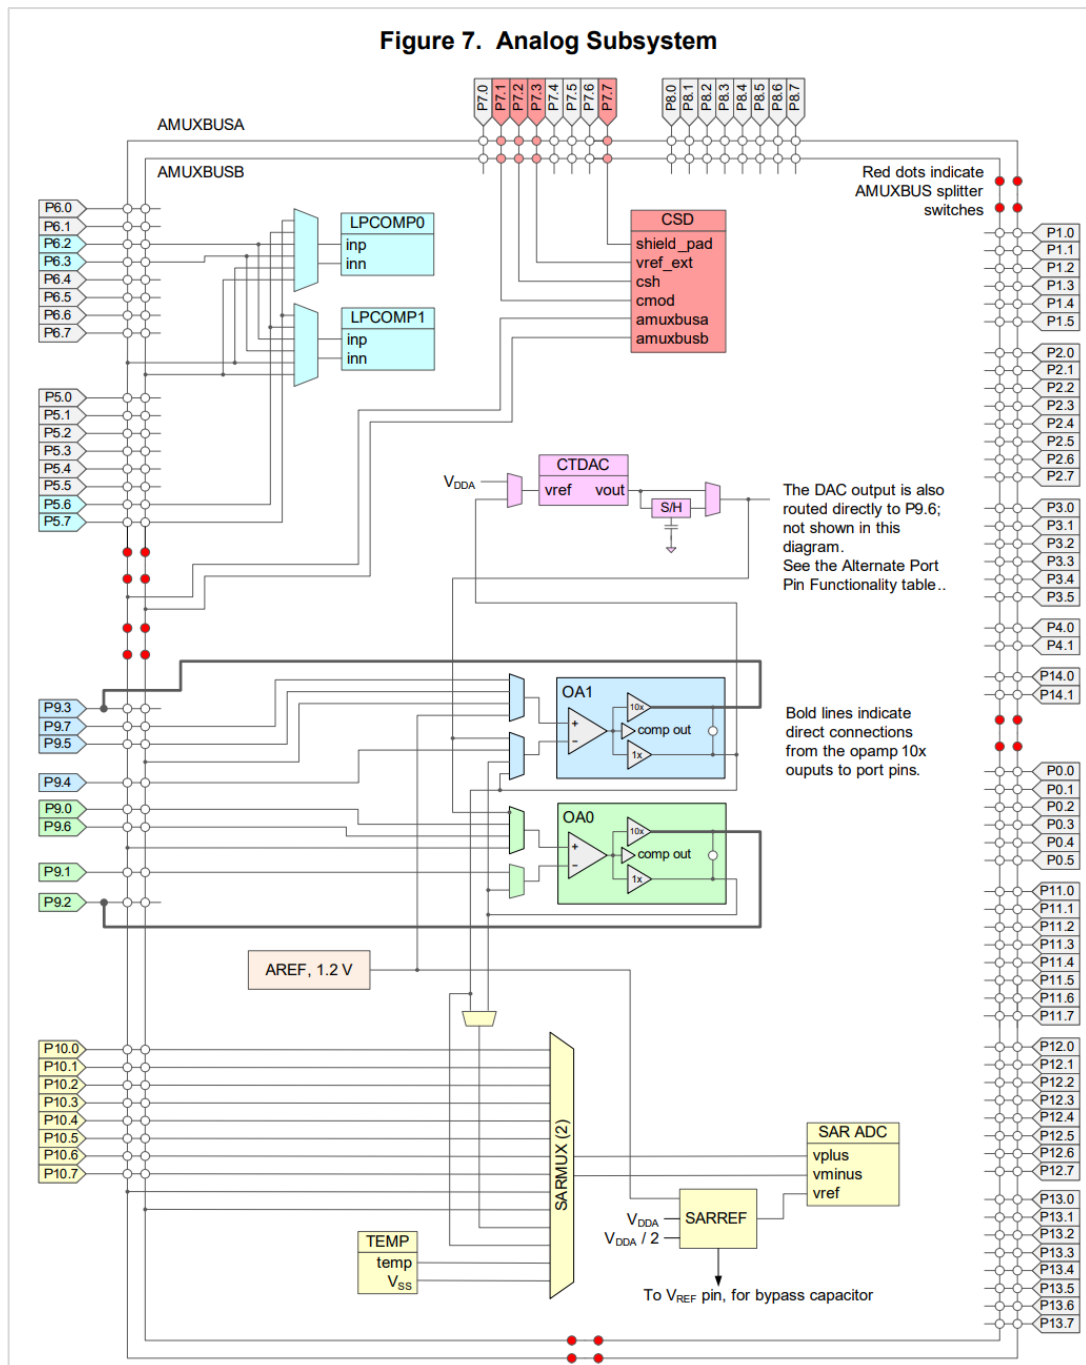 Figure 7.  Analog Subsystem
P7.0
P7.1
P7.2
P7.3
P7.4
P7.5
P7.6
P7.7
P8.0
P8.1
P8.2
P8.3
P8.4
P8.5
P8.6
P8.7
AMUXBUSA
AMUXBUSB
Red dots indicate
AMUXBUS splitter
switches
P6.0
P6.1
P6.2
P6.3
P6.4
P6.5
P6.6
P6.7
LPCOMP0
inp
inn
LPCOMP1
inp
inn
CSD
shield_pad
vref_ext
csh
cmod
amuxbusa
amuxbusb
P1.0
P1.1
P1.2
P1.3
P1.4
P1.5
P2.0
P2.1
P2.2
P2.3
P2.4
P2.5
P2.6
P2.7
P5.0
P5.1
P5.2
P5.3
P5.4
P5.5
P5.6
P5.7
VDDA
CTDAC
vref vout
S/H
The DAC output is also
routed directly to P9.6;
not shown in this
diagram.
See the Alternate Port
Pin Functionality table..
P3.0
P3.1
P3.2
P3.3
P3.4
P3.5
P4.0
P4.1
P14.0
P14.1
P9.3
P9.7
P9.5
P9.4
P9.0
P9.6
P9.1
P9.2
OA1
+
−
10x
comp out
1x
OA0
+
−
10x
comp out
1x
Bold lines indicate
direct connections
from the opamp 10x
ouputs to port pins.
P0.0
P0.1
P0.2
P0.3
P0.4
P0.5
P11.0
P11.1
P11.2
P11.3
P11.4
P11.5
P11.6
P11.7
AREF, 1.2 V
P10.0
P10.1
P10.2
P10.3
P10.4
P10.5
P10.6
P10.7
SARMUX (2)
SAR ADC
vplus
vminus
vref
SARREF
VDDA
VDDA / 2
TEMP
temp
VSS
To VREF pin, for bypass capacitor
P12.0
P12.1
P12.2
P12.3
P12.4
P12.5
P12.6
P12.7
P13.0
P13.1
P13.2
P13.3
P13.4
P13.5
P13.6
P13.7